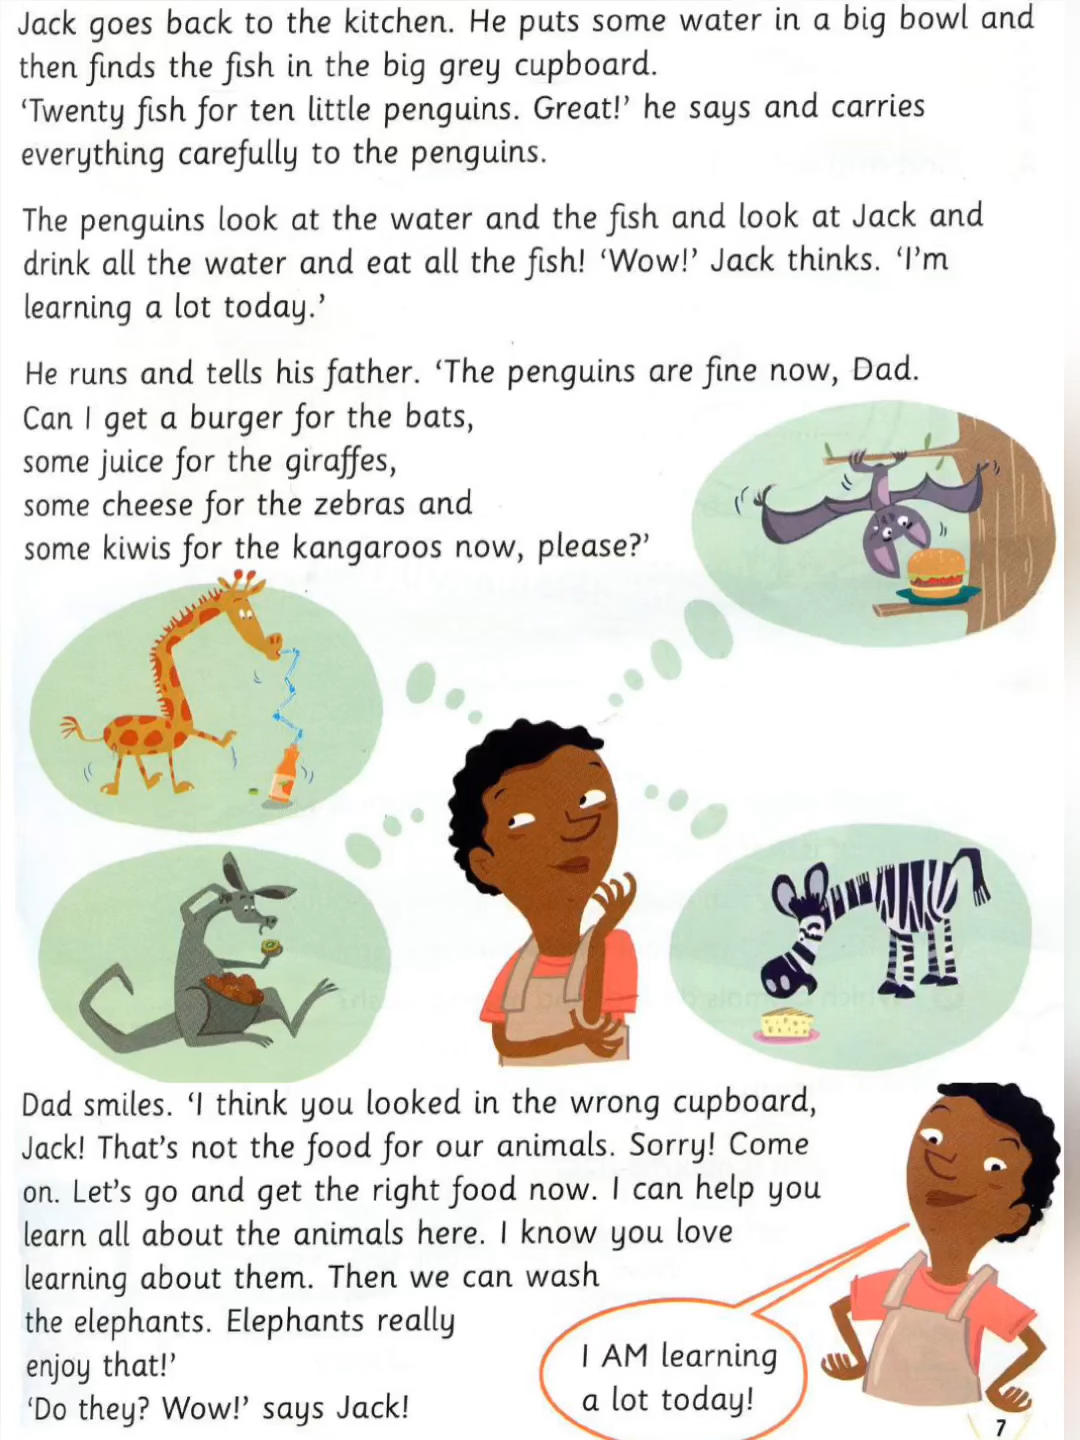 Jack goes back to the kitchen. He puts some water in a big bowl and
then finds the fish in the big grey cupboard.
‘Twenty fish for ten little penguins. Great!’ he says and carries
everything carefully to the penguins.
The penguins look at the water and the fish and look at Jack and
drink all the water and eat all the fish! ‘Wow!’ Jack thinks. ‘I’m
learning a lot today.’
He runs and tells his father. ‘The penguins are fine now, Dad.
Can I get a burger for the bats,
some juice for the giraffes,
some cheese for the zebras and
some kiwis for the kangaroos now, please?’
Dad smiles. ‘I think you looked in the wrong cupboard,
Jack! That’s not the food for our animals. Sorry! Come
on. Let’s go and get the right food now. I can help you
learn all about the animals here. I know you love
learning about them. Then we can wash
the elephants. Elephants really
enjoy that!’
‘Do they? Wow!’ says Jack!
I AM learning
a lot today!
7